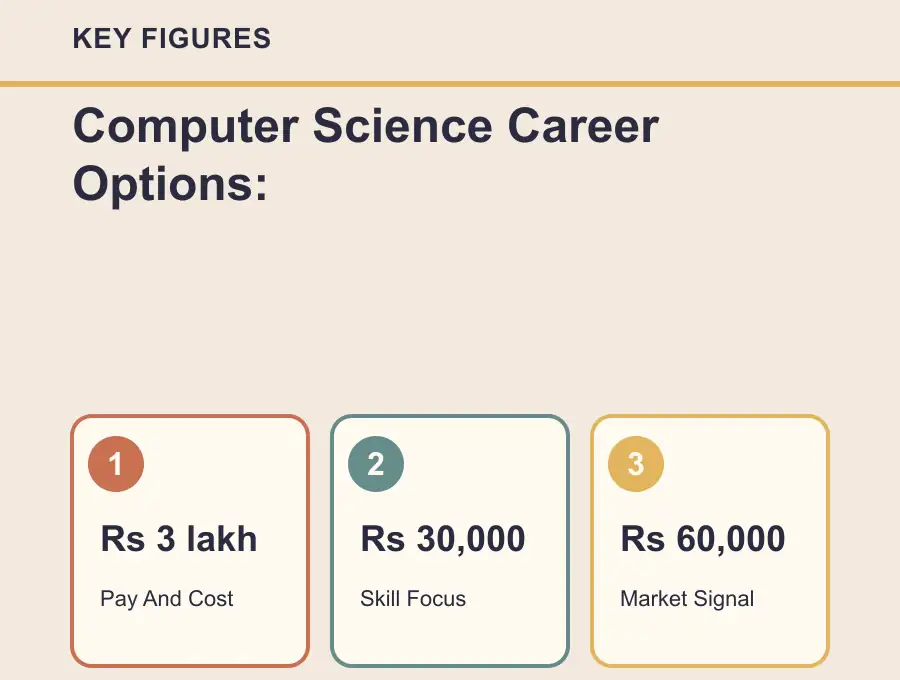 KEY FIGURES
Computer Science Career
Options:
1
Rs 3 lakh
Pay And Cost
2
Rs 30,000
Skill Focus
3
Rs 60,000
Market Signal